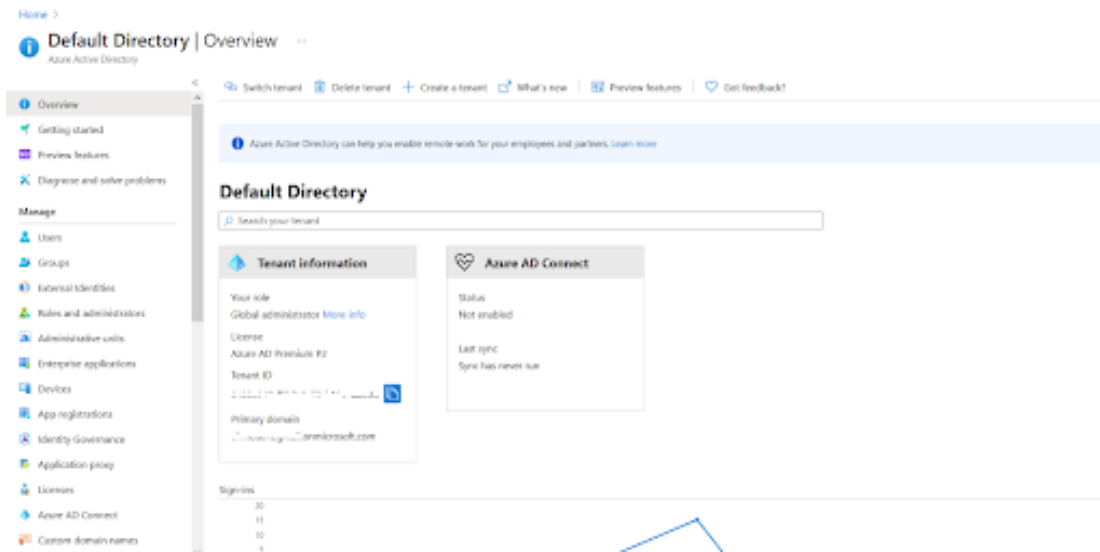 Home >
Default Directory | Overview ...
Azure Active Directory
Switch tenant Delete tenant Create a tenant What's new Preview features Got feedback?
Overview
Getting started
Preview features
Diagnose and solve problems
Manage
Users
Groups
External Identities
Roles and administrators
Administrative units
Enterprise applications
Devices
App registrations
Identity Governance
Application proxy
Licenses
Azure AD Connect
Custom domain names
Azure Active Directory can help you enable remote work for your employees and partners. Learn more
Default Directory
Search your tenant
Tenant information
Your role
Global administrator More info
License
Azure AD Premium P2
Tenant ID
Primary domain
onmicrosoft.com
Azure AD Connect
Status
Not enabled
Last sync
Sync has never run
Sign-ins
20
15
10
5